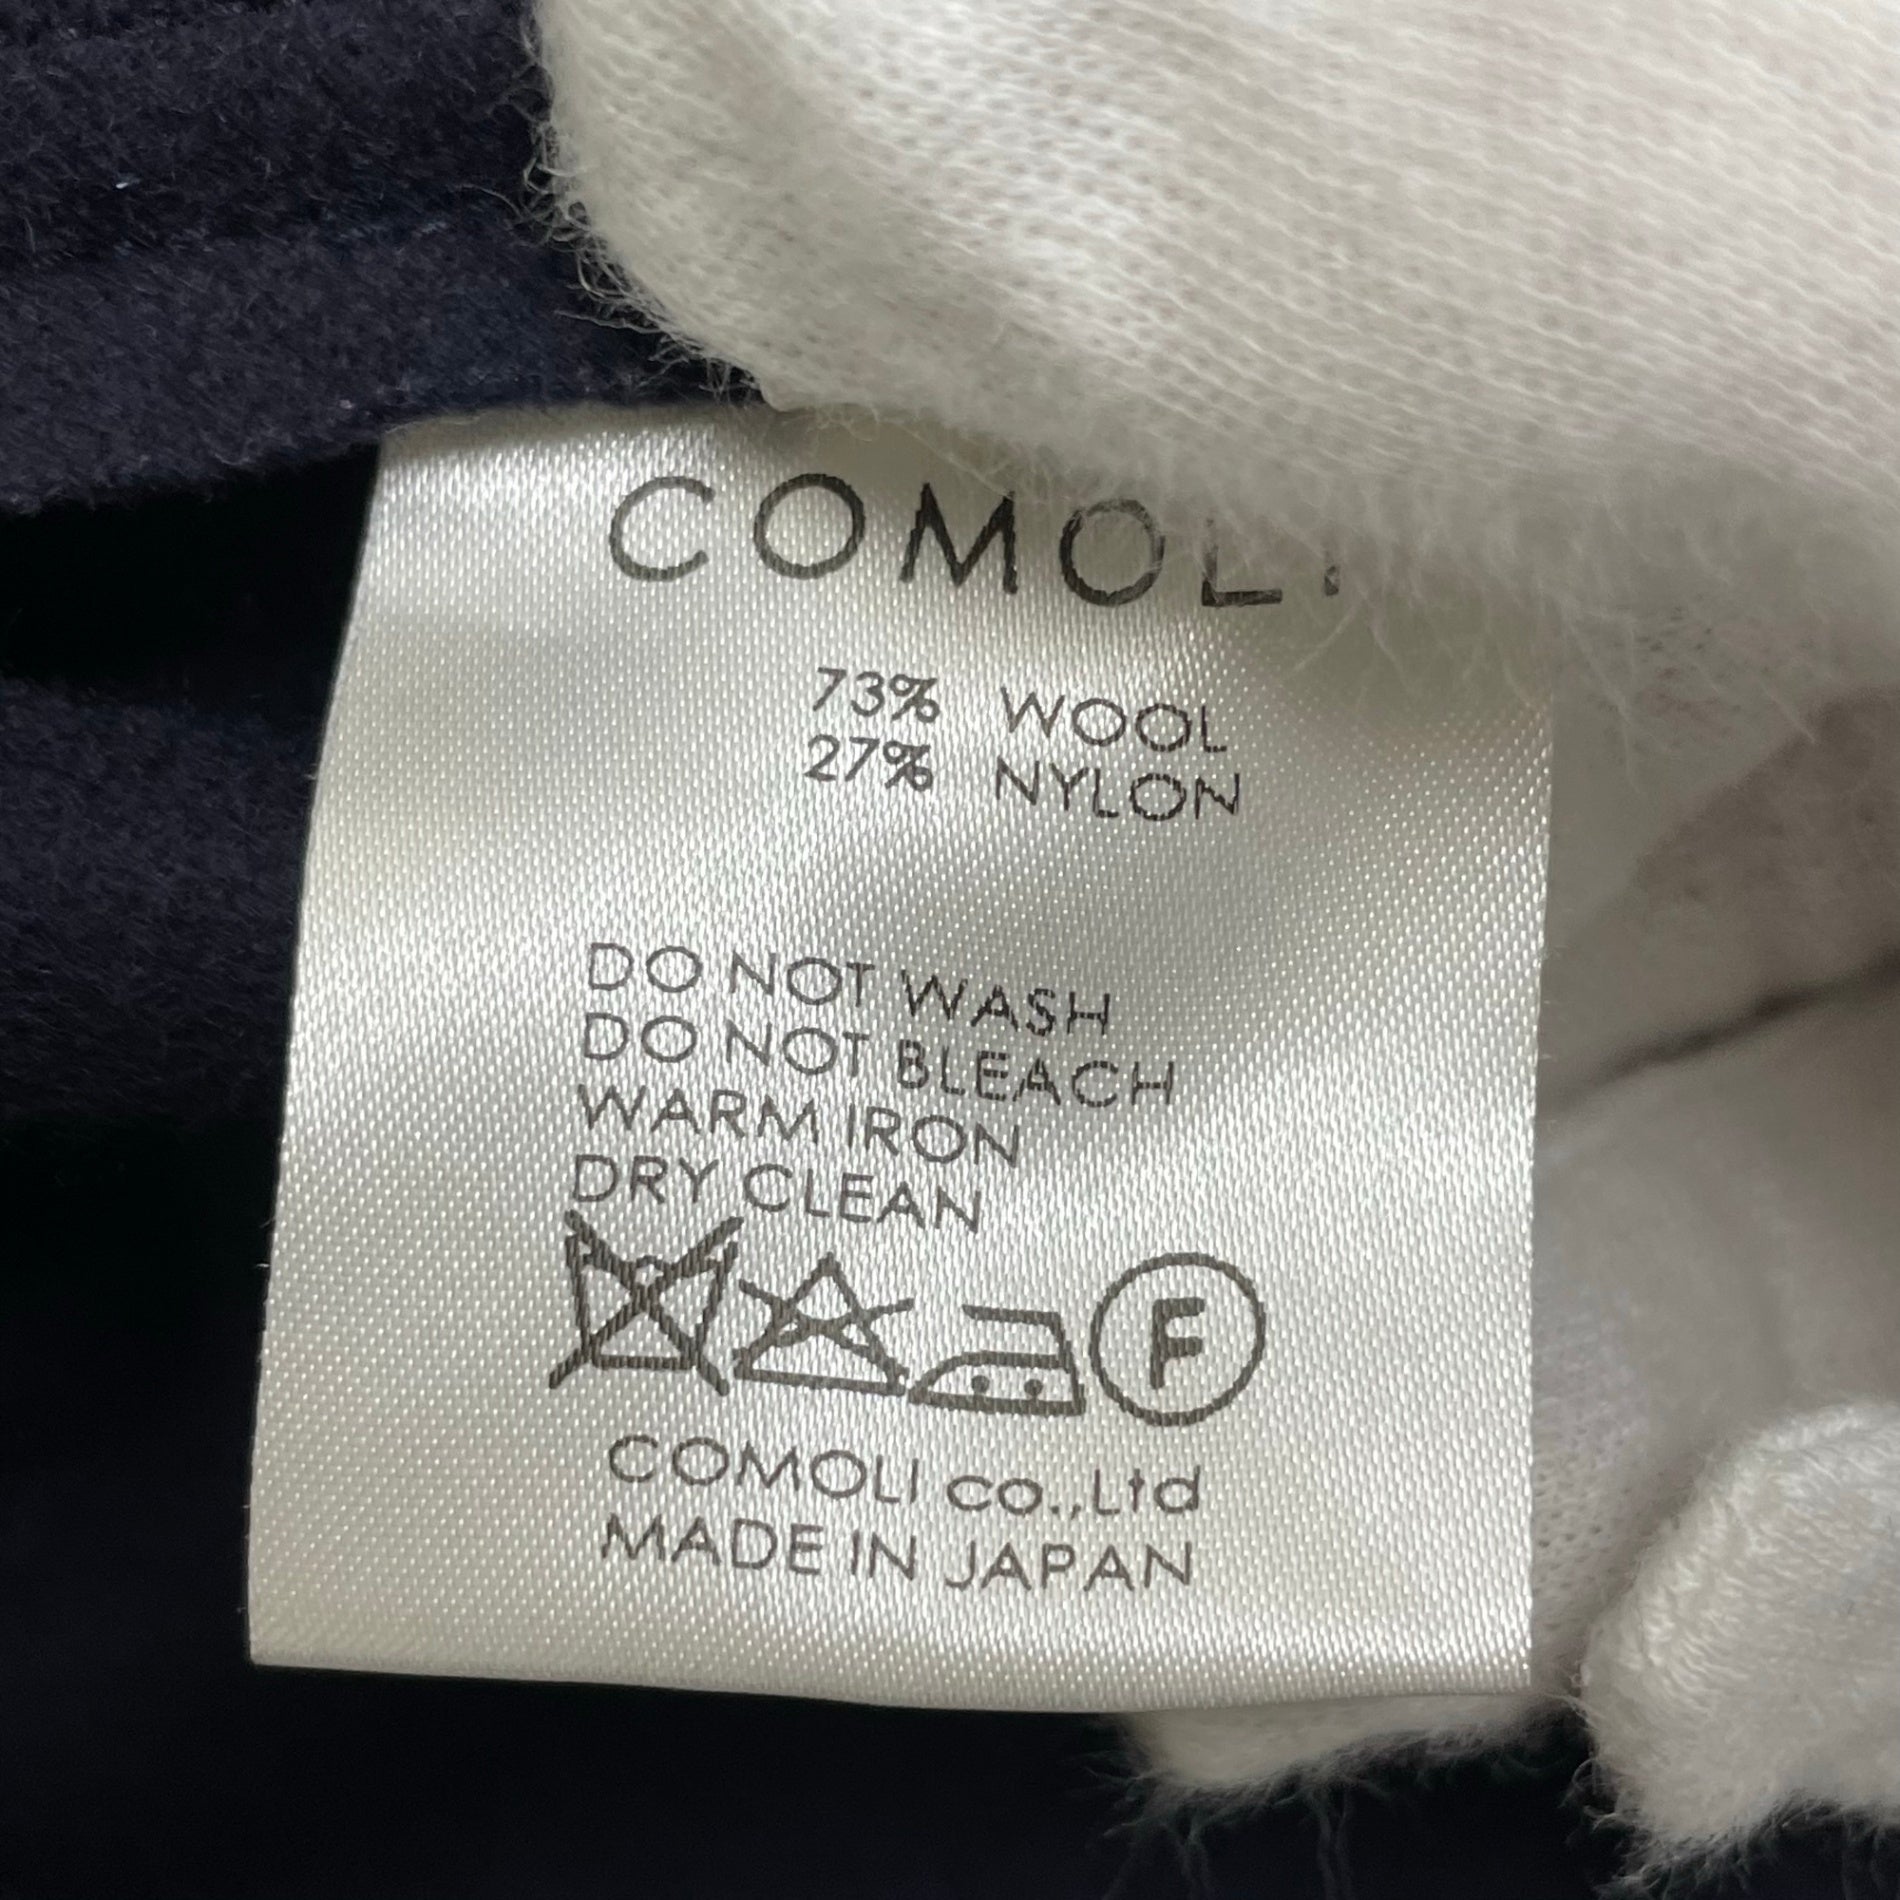 COMOLI
73% WOOL
27% NYLON
DO NOT WASH
DO NOT BLEACH
WARM IRON
DRY CLEAN
F
COMOLI co.,Ltd
MADE IN JAPAN